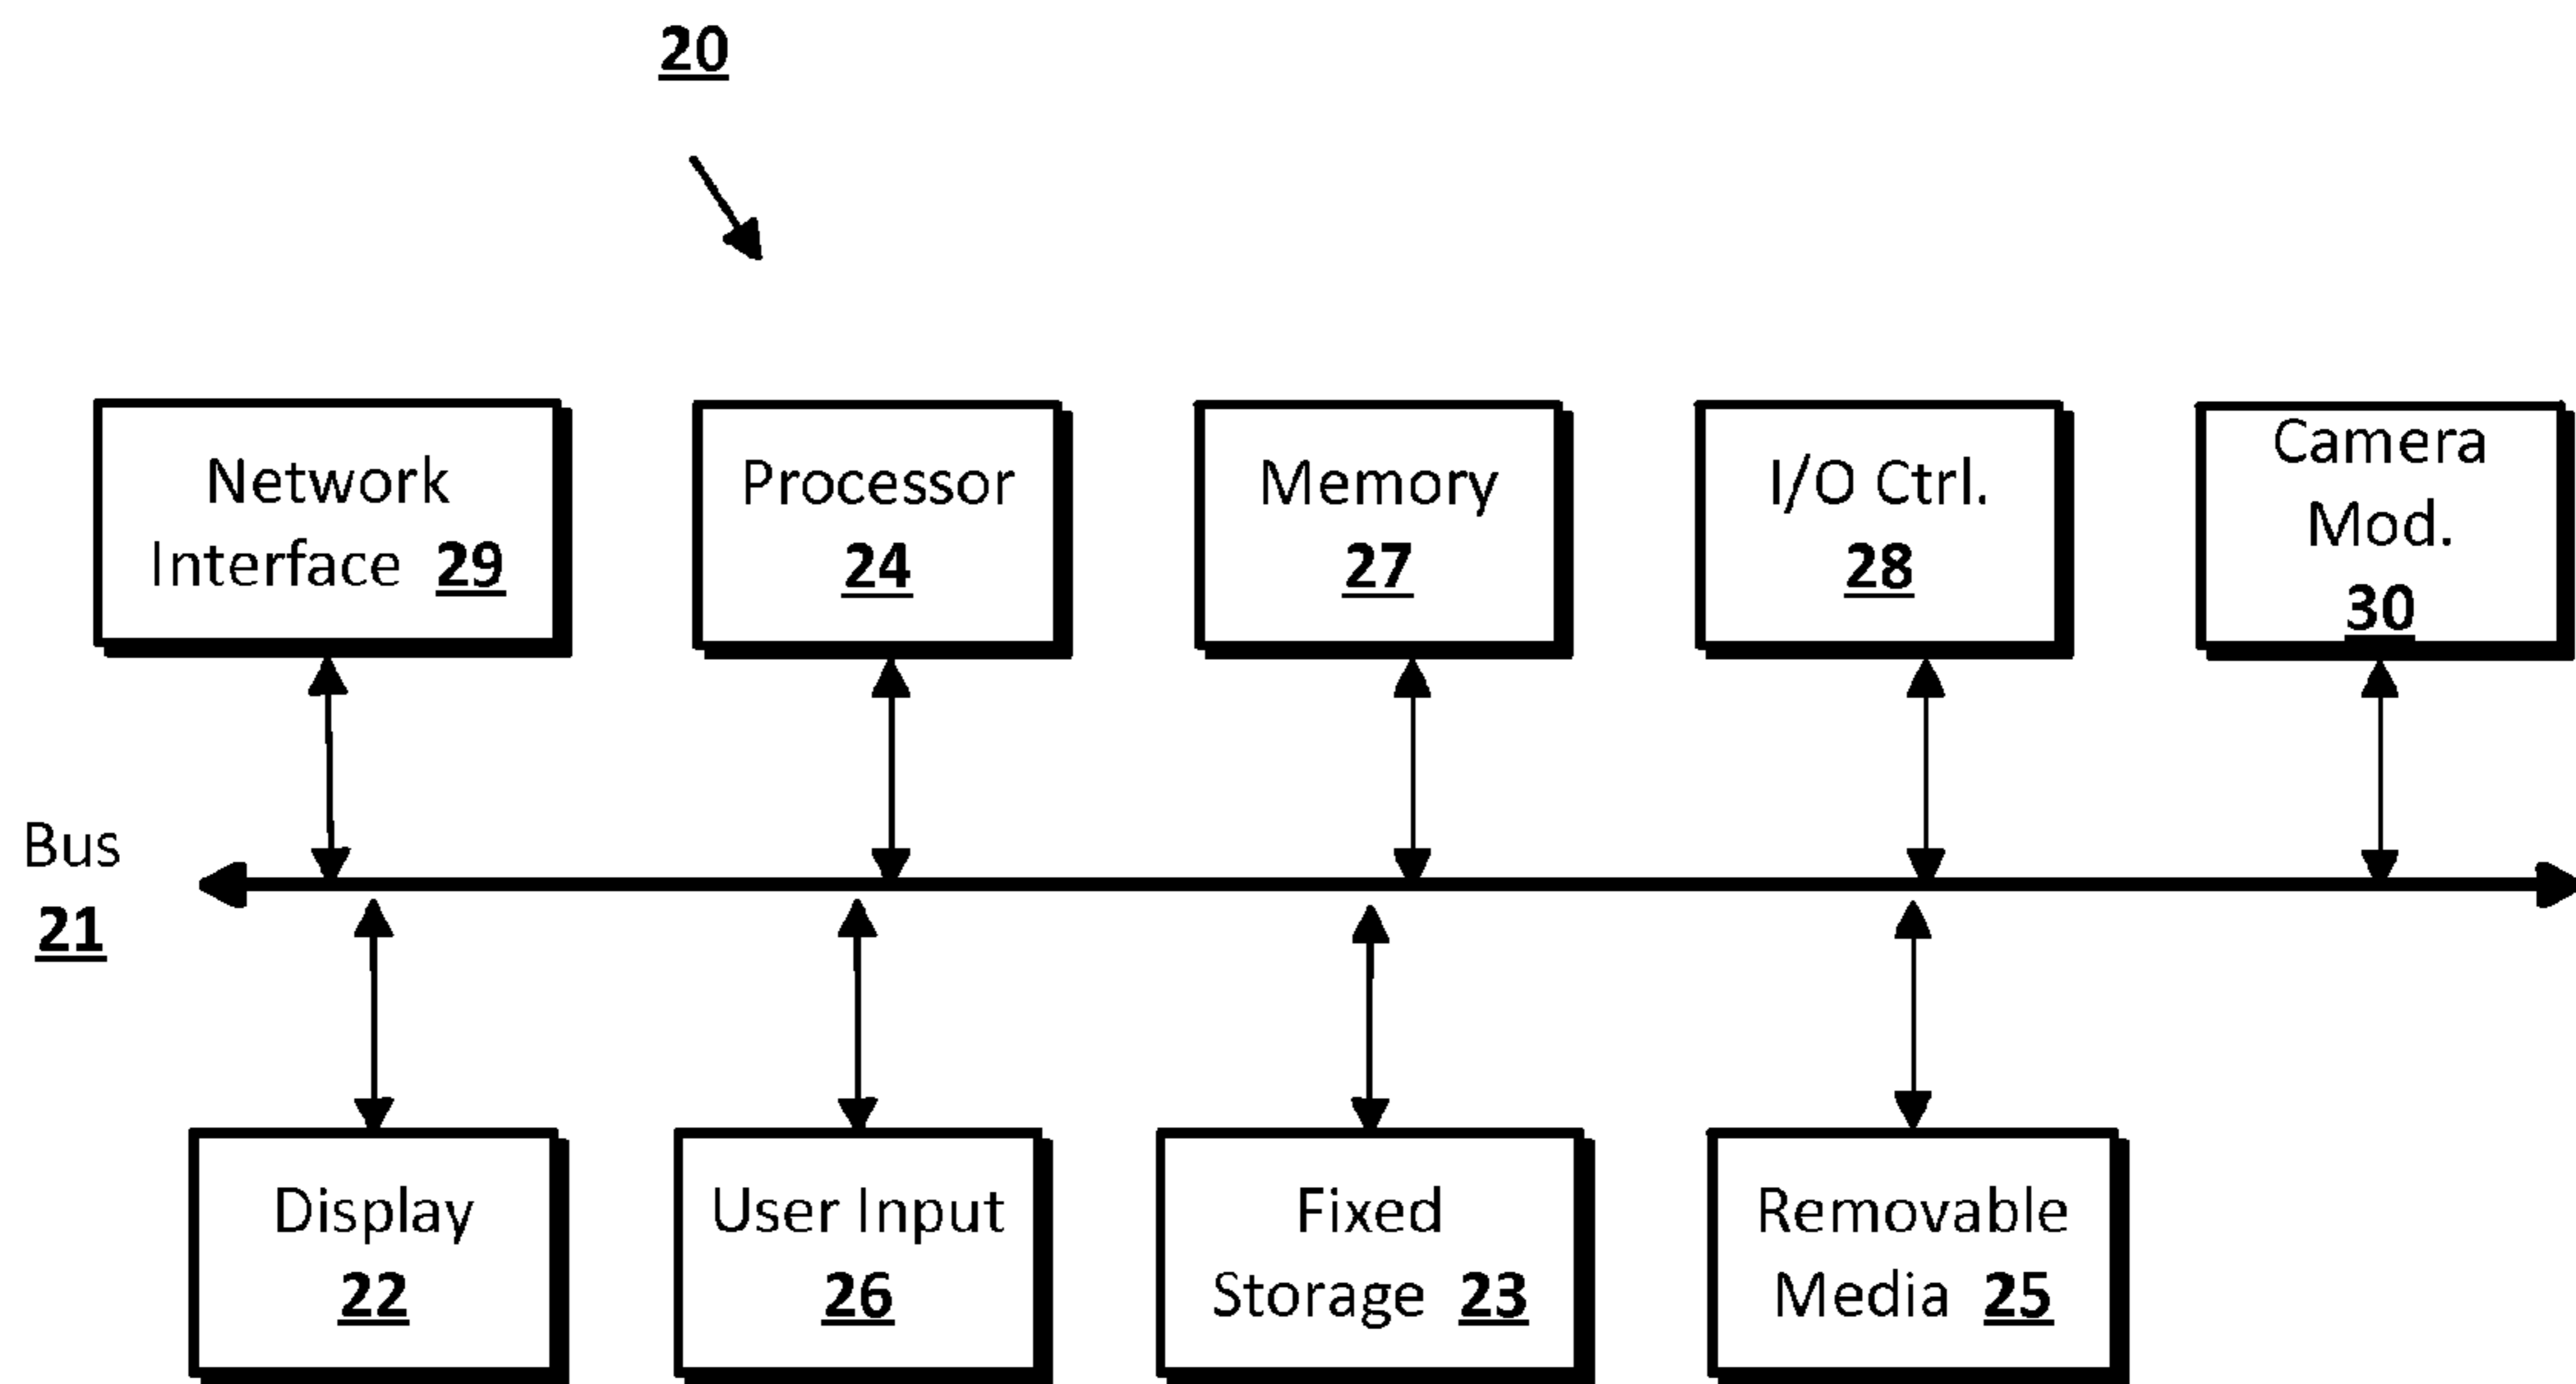 20
Network
Interface 29
Processor
24
Memory
27
I/O Ctrl.
28
Camera
Mod.
30
Bus
21
Display
22
User Input
26
Fixed
Storage 23
Removable
Media 25